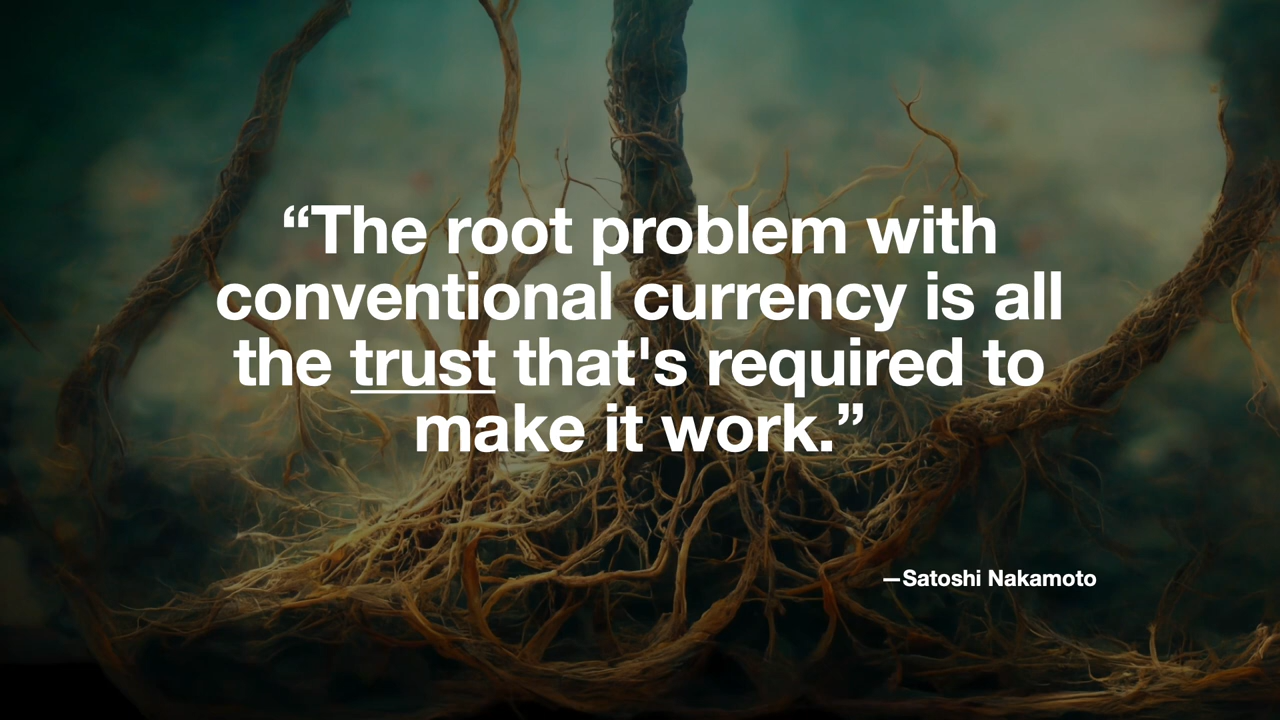 “The root problem with
conventional currency is all
the trust that's required to
make it work.”
—Satoshi Nakamoto